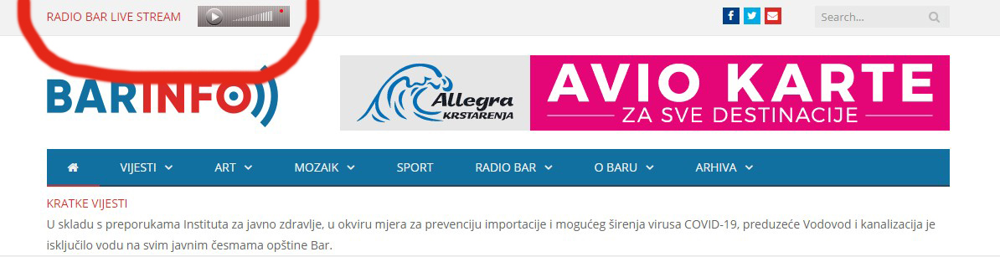 RADIO BAR LIVE STREAM
Search...
BARINFO
Allegra
KRSTARENJA
AVIO KARTE
ZA SVE DESTINACIJE
VIJESTI ART MOZAIK SPORT RADIO BAR O BARU ARHIVA
KRATKE VIJESTI
U skladu s preporukama Instituta za javno zdravlje, u okviru mjera za prevenciju importacije i mogućeg širenja virusa COVID-19, preduzeće Vodovod i kanalizacija je
isključilo vodu na svim javnim česmama opštine Bar.